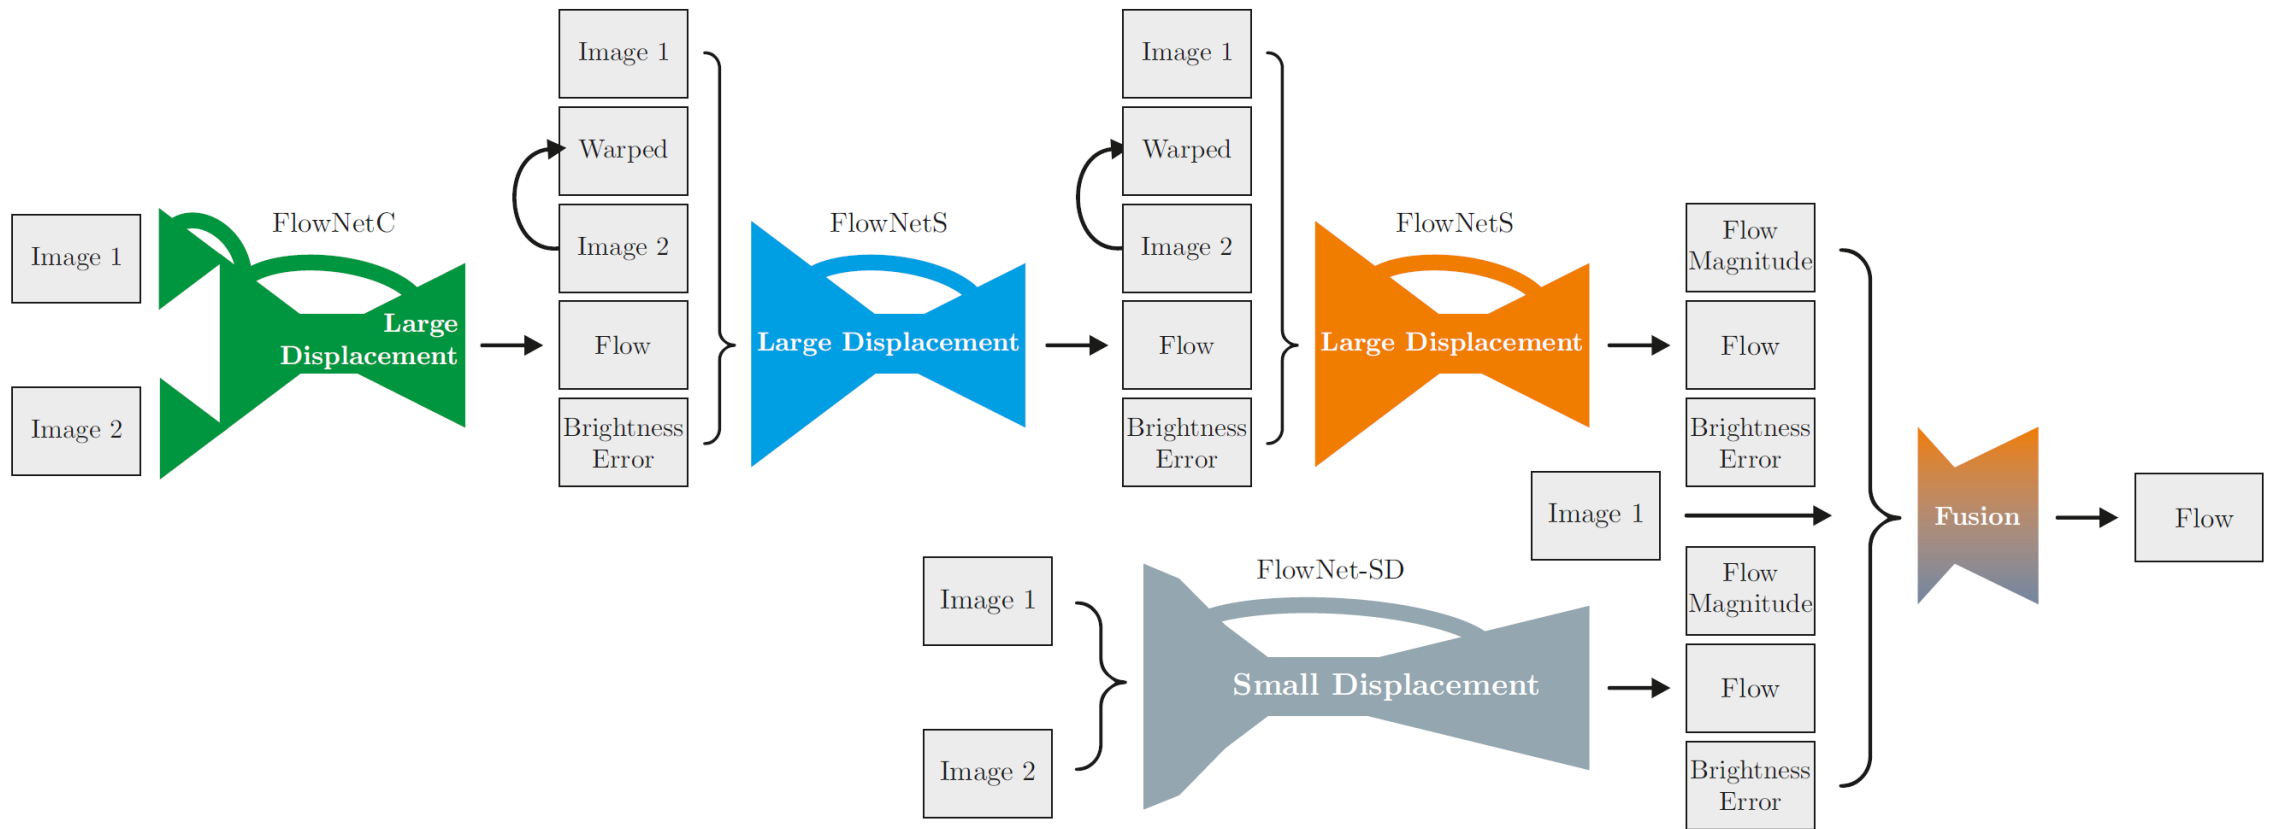 Image 1
Image 2
FlowNetC
Large
Displacement
Image 1
Warped
Image 2
Flow
Brightness
Error
FlowNetS
Large Displacement
Image 1
Warped
Image 2
Flow
Brightness
Error
FlowNetS
Large Displacement
Flow
Magnitude
Flow
Brightness
Error
Image 1
Image 1
Image 2
FlowNet-SD
Small Displacement
Flow
Magnitude
Flow
Brightness
Error
Fusion
Flow